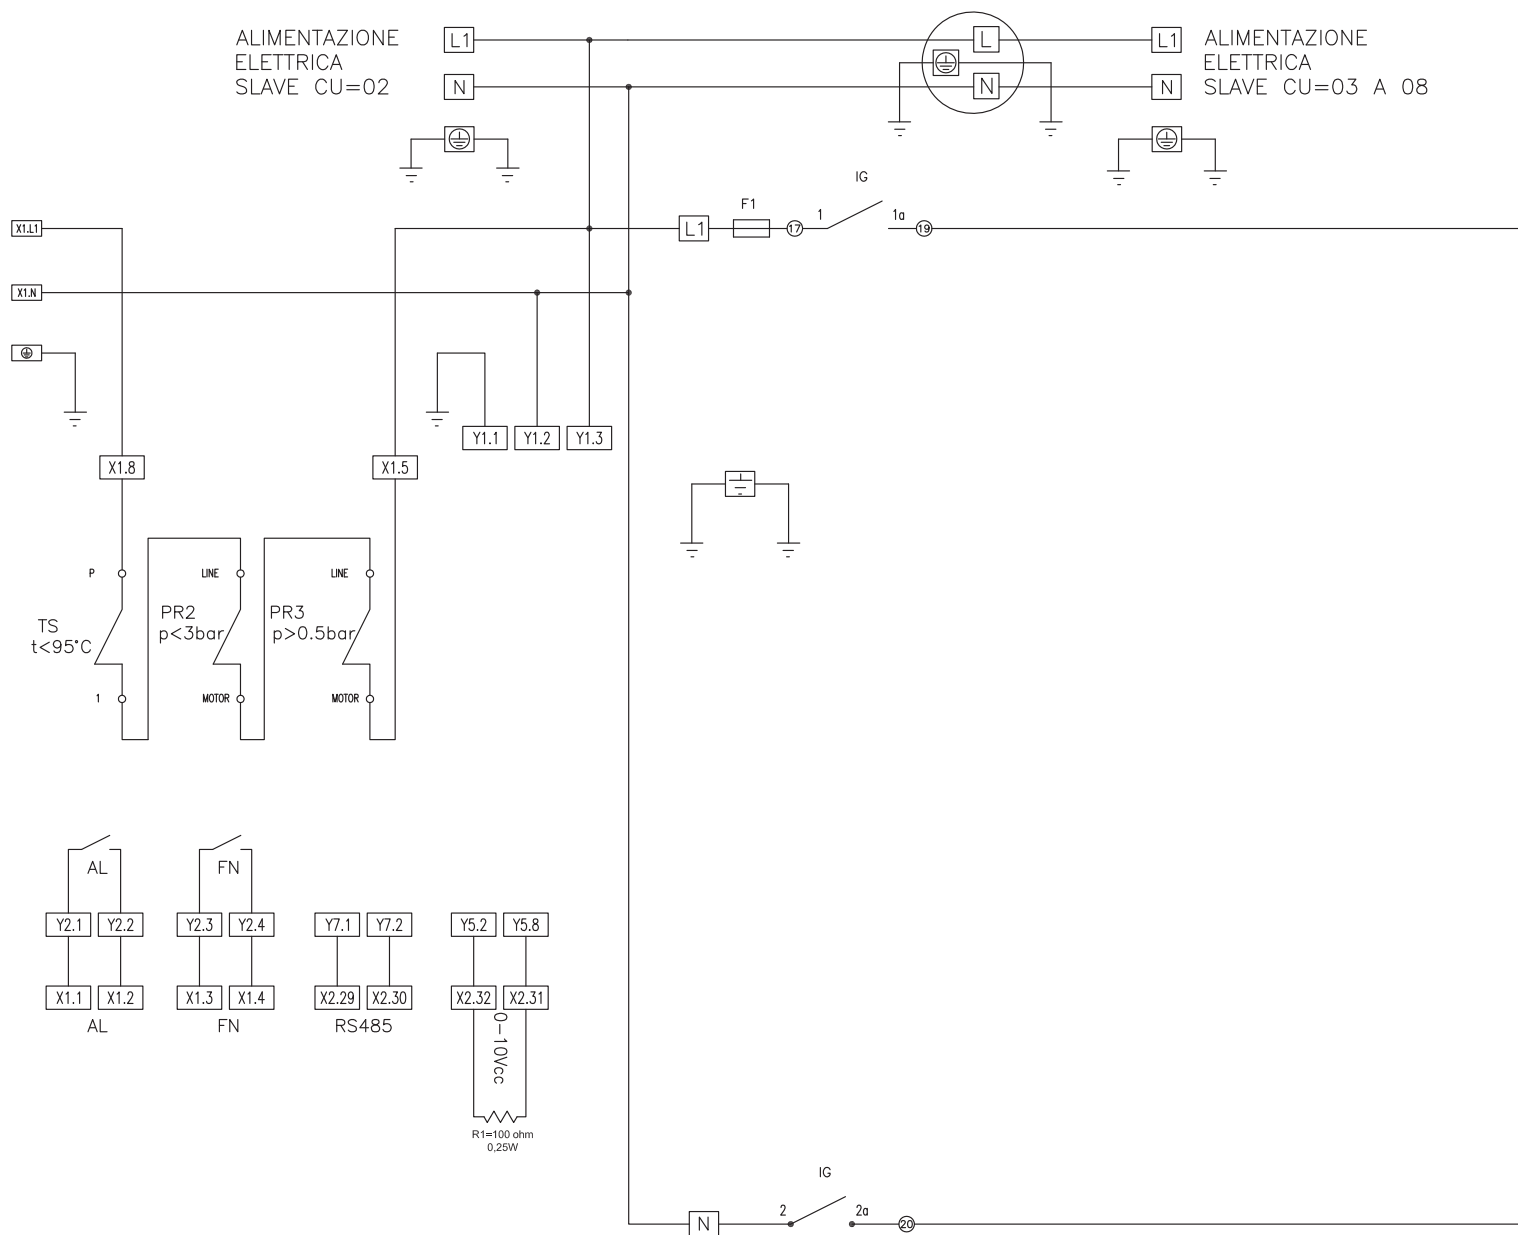 ALIMENTAZIONE
ELETTRICA
SLAVE CU=02
L1
N
L
N
L1
N
ALIMENTAZIONE
ELETTRICA
SLAVE CU=03 A 08
X1.L1
X1.N
L1
F1
17
1
IG
1a
19
Y1.1
Y1.2
Y1.3
X1.8
X1.5
P
TS
t<95°C
1
LINE
PR2
p<3bar
MOTOR
LINE
PR3
p>0.5bar
MOTOR
AL
FN
Y2.1
Y2.2
Y2.3
Y2.4
Y7.1
Y7.2
Y5.2
Y5.8
X1.1
X1.2
X1.3
X1.4
X2.29
X2.30
X2.32
X2.31
AL
FN
RS485
0-10Vcc
R1=100 ohm
0,25W
N
2
IG
2a
20